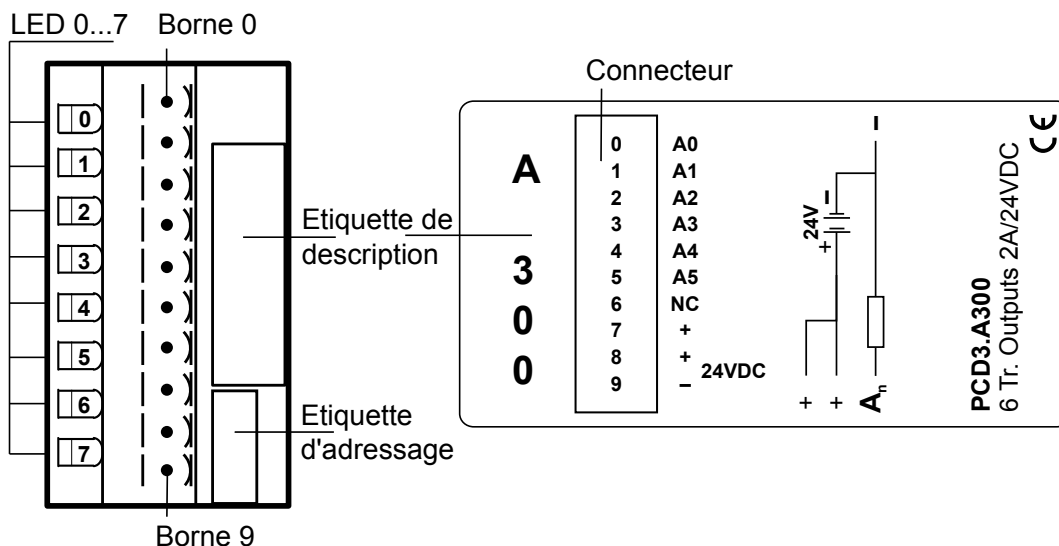 LED 0...7
Borne 0
0
1
2
3
4
5
6
7
Etiquette de
description
Etiquette
d'adressage
Borne 9
Connecteur
A
3
0
0
0 A0
1 A1
2 A2
3 A3
4 A4
5 A5
6 NC
7 +
8 +
9 –
24VDC
24V
–
+
–
+
+
An
PCD3.A300
6 Tr. Outputs 2A/24VDC
CE